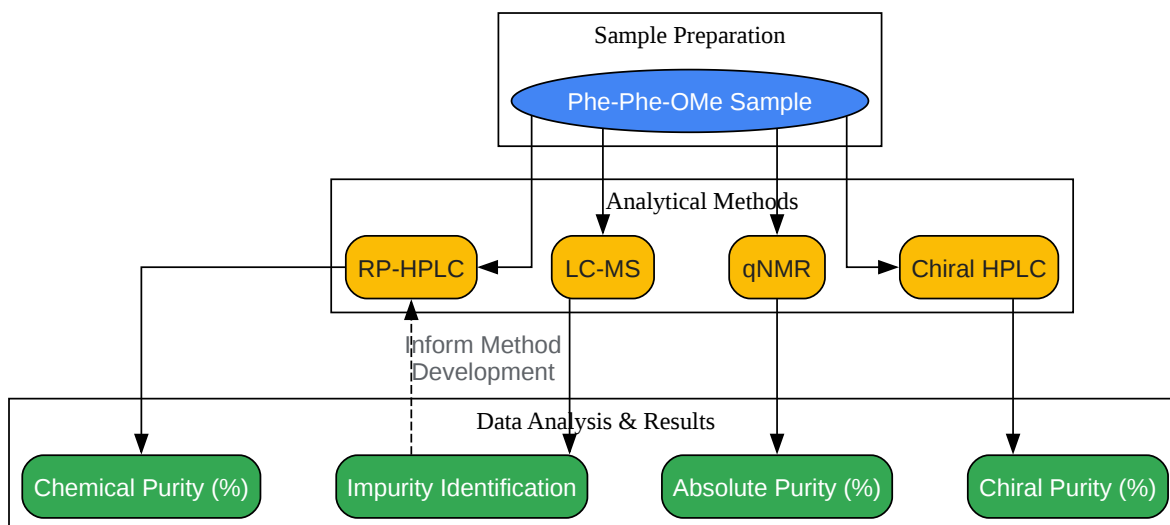 Sample Preparation
Phe-Phe-OMe Sample
Analytical Methods
RP-HPLC
LC-MS
qNMR
Chiral HPLC
Inform Method
Development
Data Analysis & Results
Chemical Purity (%)
Impurity Identification
Absolute Purity (%)
Chiral Purity (%)